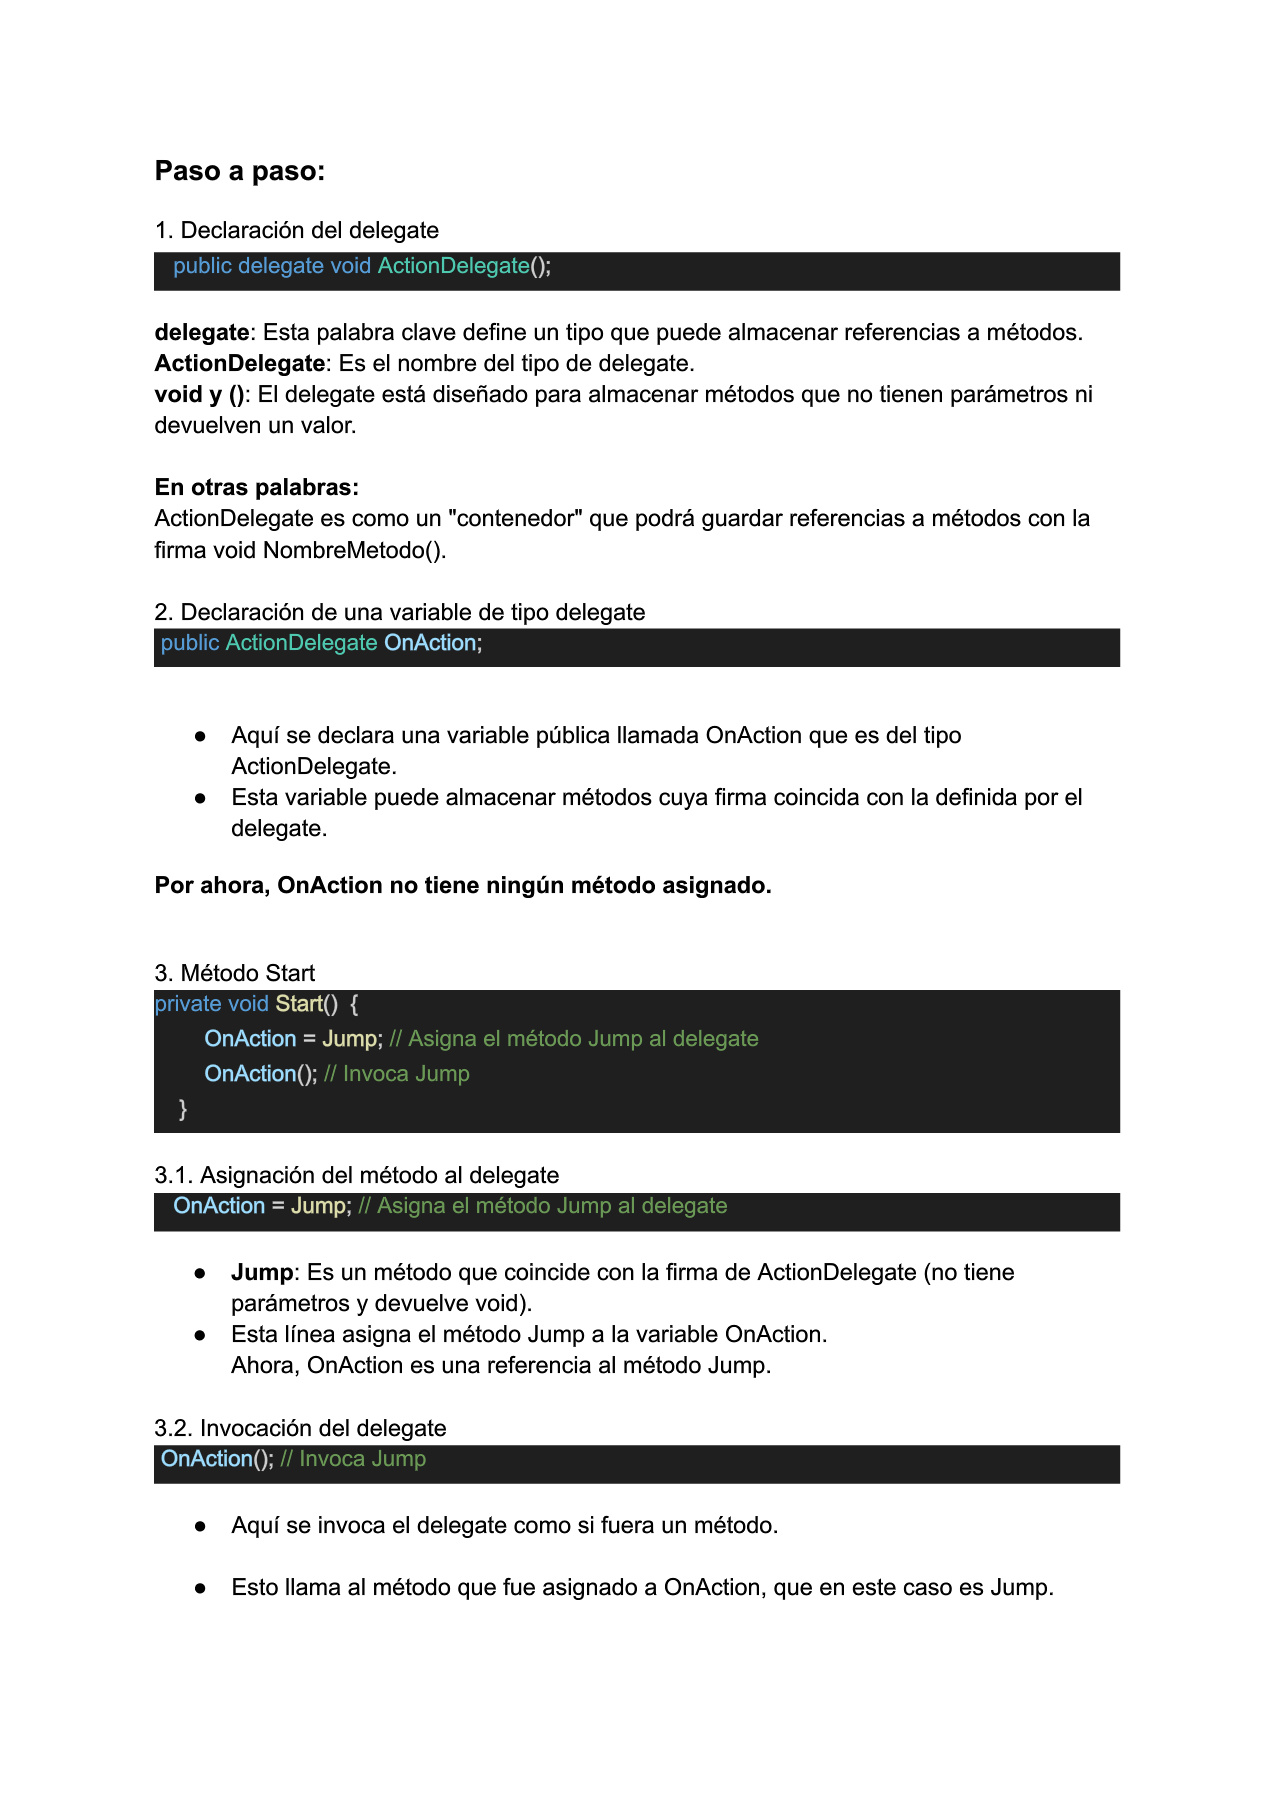 Paso a paso:
1. Declaración del delegate
public delegate void ActionDelegate();
delegate: Esta palabra clave define un tipo que puede almacenar referencias a métodos.
ActionDelegate: Es el nombre del tipo de delegate.
void y (): El delegate está diseñado para almacenar métodos que no tienen parámetros ni
devuelven un valor.
En otras palabras:
ActionDelegate es como un "contenedor" que podrá guardar referencias a métodos con la
firma void NombreMetodo().
2. Declaración de una variable de tipo delegate
public ActionDelegate OnAction;
● Aquí se declara una variable pública llamada OnAction que es del tipo
ActionDelegate.
● Esta variable puede almacenar métodos cuya firma coincida con la definida por el
delegate.
Por ahora, OnAction no tiene ningún método asignado.
3. Método Start
private void Start() {
OnAction = Jump; // Asigna el método Jump al delegate
OnAction(); // Invoca Jump
}
3.1. Asignación del método al delegate
OnAction = Jump; // Asigna el método Jump al delegate
● Jump: Es un método que coincide con la firma de ActionDelegate (no tiene
parámetros y devuelve void).
● Esta línea asigna el método Jump a la variable OnAction.
Ahora, OnAction es una referencia al método Jump.
3.2. Invocación del delegate
OnAction(); // Invoca Jump
● Aquí se invoca el delegate como si fuera un método.
● Esto llama al método que fue asignado a OnAction, que en este caso es Jump.